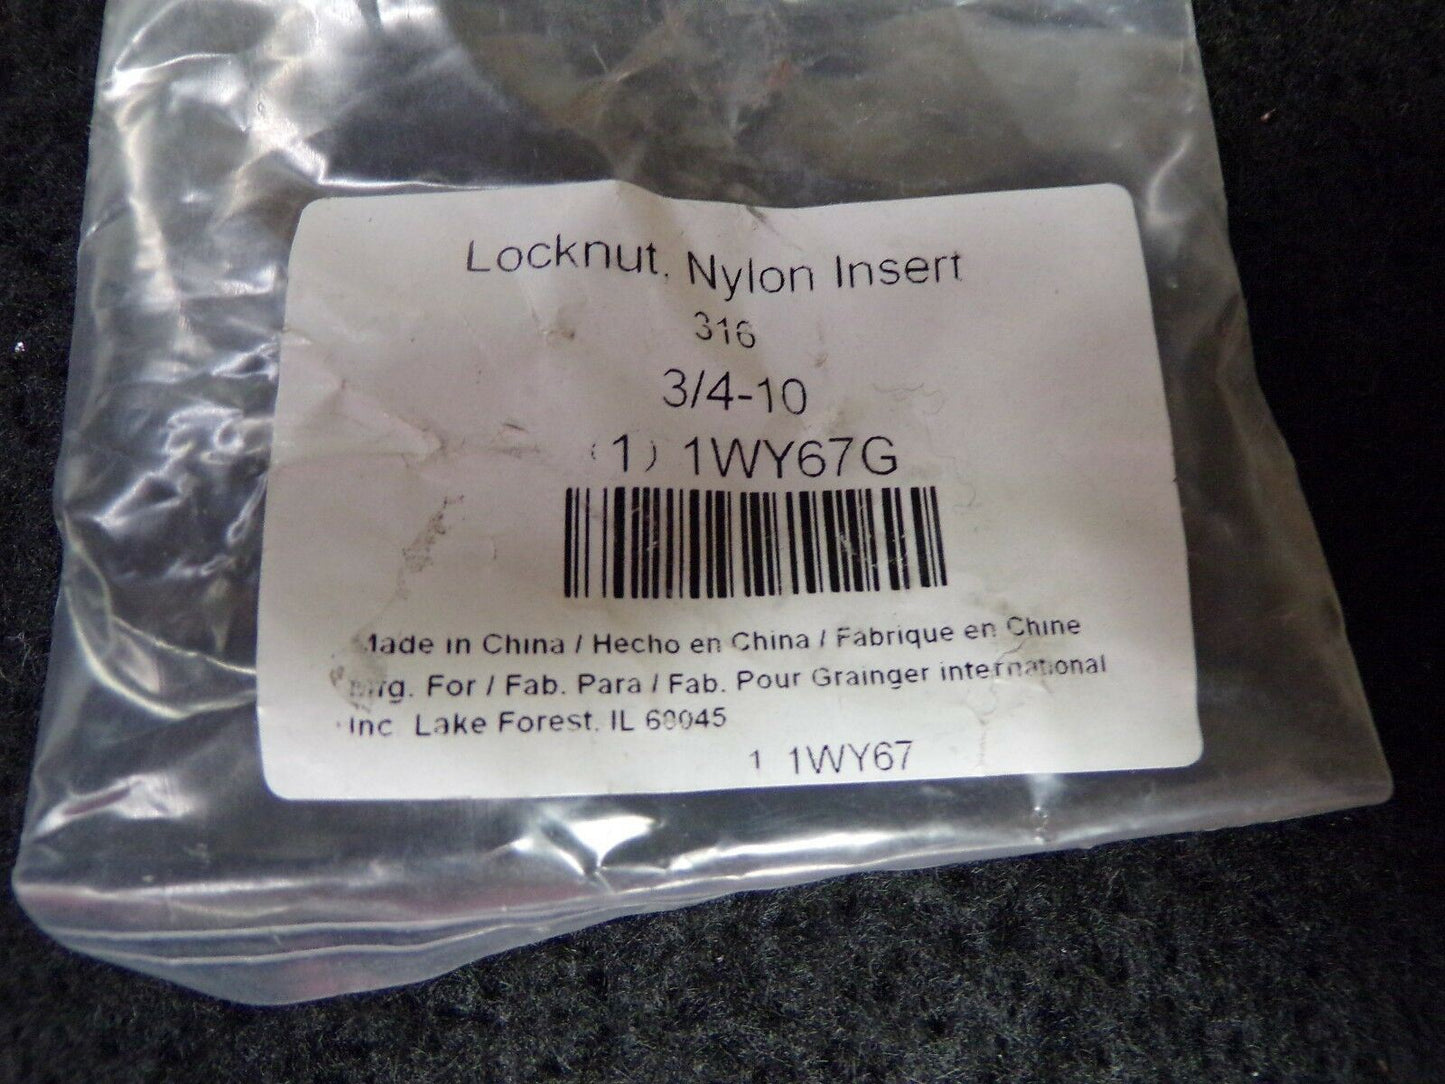 Locknut, Nylon Insert
316
3/4-10
(1) 1WY67G
Made in China / Hecho en China / Fabrique en Chine
Mfg. For / Fab. Para / Fab. Pour Grainger international
Inc Lake Forest, IL 60045
1 1WY67